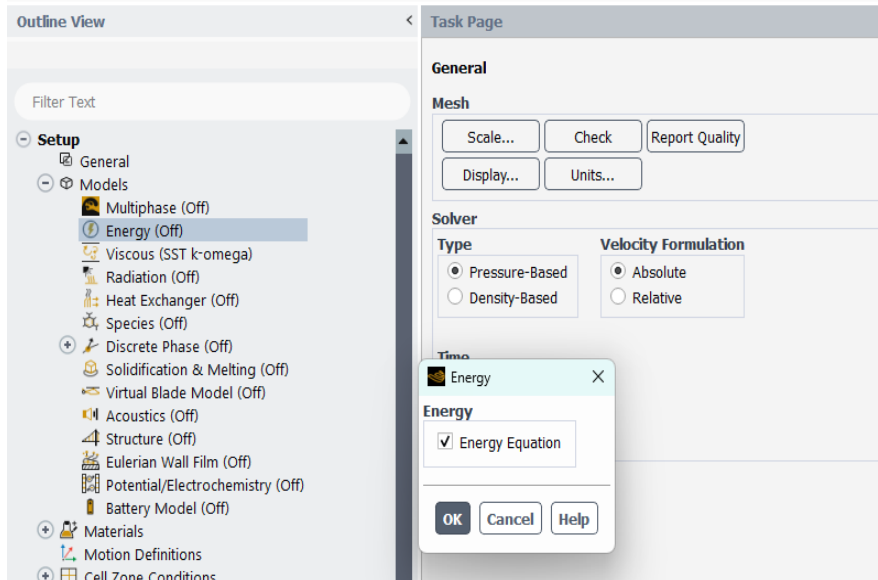 Outline View
<
Task Page
Filter Text
Setup
General
Models
Multiphase (Off)
Energy (Off)
Viscous (SST k-omega)
Radiation (Off)
Heat Exchanger (Off)
Species (Off)
Discrete Phase (Off)
Solidification & Melting (Off)
Virtual Blade Model (Off)
Acoustics (Off)
Structure (Off)
Eulerian Wall Film (Off)
Potential/Electrochemistry (Off)
Battery Model (Off)
Materials
Motion Definitions
Cell Zone Conditions
General
Mesh
Scale... Check Report Quality
Display... Units...
Solver
Type Velocity Formulation
Pressure-Based Absolute
Density-Based Relative
Time
Energy
Energy
Energy Equation
OK Cancel Help